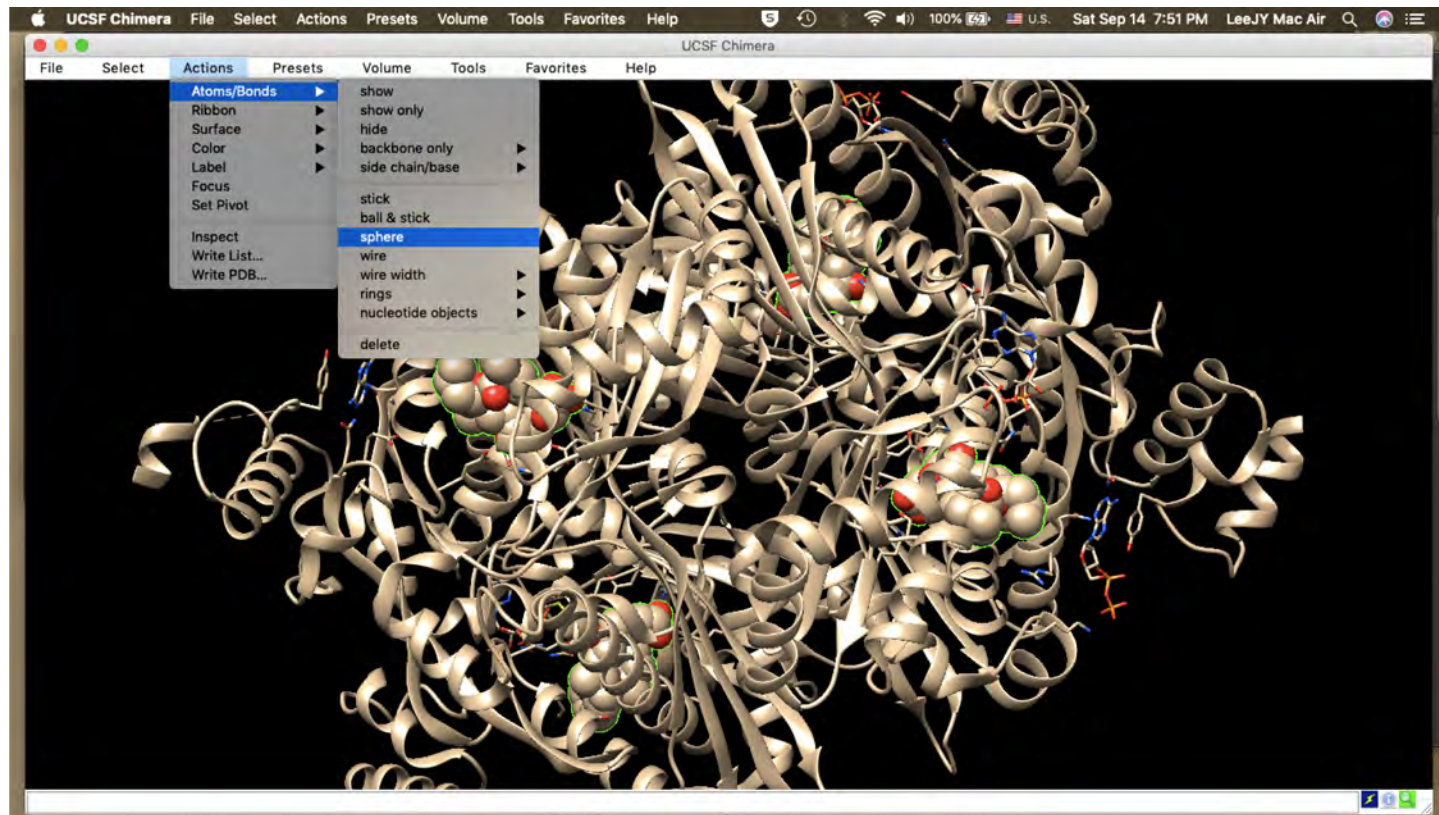 UCSF Chimera File Select Actions Presets Volume Tools Favorites Help 5 100% U.S. Sat Sep 14 7:51 PM LeeJY Mac Air
UCSF Chimera
File Select Actions Presets Volume Tools Favorites Help
Atoms/Bonds
Ribbon
Surface
Color
Label
Focus
Set Pivot
Inspect
Write List...
Write PDB...
show
show only
hide
backbone only
side chain/base
stick
ball & stick
sphere
wire
wire width
rings
nucleotide objects
delete